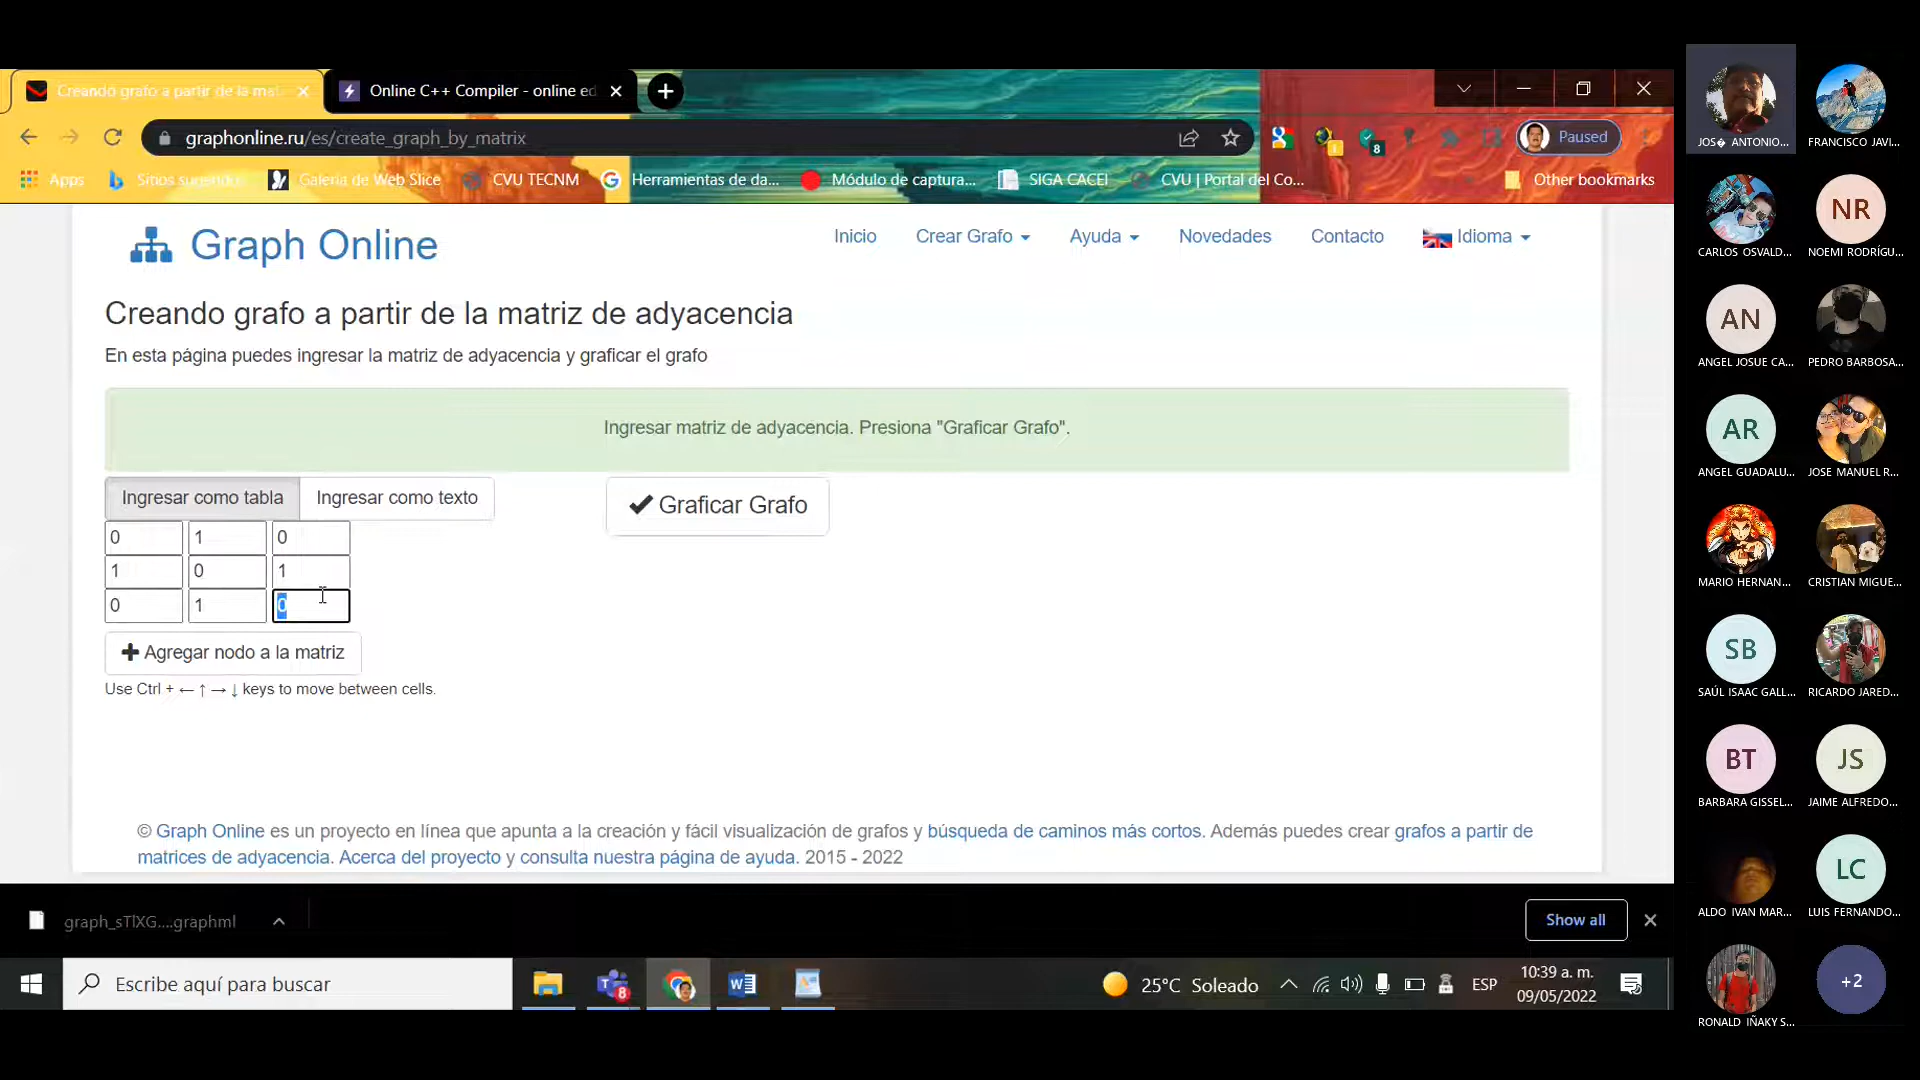 Creando grafo a partir de la mat
Online C++ Compiler - online ed
graphonline.ru/es/create_graph_by_matrix
8
Paused
Apps
Sitios sugeridos
Galería de Web Slice
CVU TECNM
Herramientas de da...
Módulo de captura...
SIGA CACEI
CVU | Portal del Co...
Other bookmarks
Graph Online
Inicio
Crear Grafo
Ayuda
Novedades
Contacto
Idioma
Creando grafo a partir de la matriz de adyacencia
En esta página puedes ingresar la matriz de adyacencia y graficar el grafo
Ingresar matriz de adyacencia. Presiona "Graficar Grafo".
Ingresar como tabla
Ingresar como texto
Graficar Grafo
0 1 0
1 0 1
0 1 0
Agregar nodo a la matriz
Use Ctrl + ← ↑ → ↓ keys to move between cells.
© Graph Online es un proyecto en línea que apunta a la creación y fácil visualización de grafos y búsqueda de caminos más cortos. Además puedes crear grafos a partir de
matrices de adyacencia. Acerca del proyecto y consulta nuestra página de ayuda. 2015 - 2022
graph_sTlXG....graphml
Show all
Escribe aquí para buscar
8
25°C Soleado
ESP
10:39 a. m.
09/05/2022
JOS� ANTONIO...
FRANCISCO JAVI...
CARLOS OSVALD...
NR
NOEMI RODRÍGU...
AN
ANGEL JOSUE CA...
PEDRO BARBOSA...
AR
ANGEL GUADALU...
JOSE MANUEL R...
MARIO HERNAN...
CRISTIAN MIGUE...
SB
SAÚL ISAAC GALL...
RICARDO JARED...
BT
BARBARA GISSEL...
JS
JAIME ALFREDO...
ALDO IVAN MAR...
LC
LUIS FERNANDO...
RONALD IÑAKY S...
+2